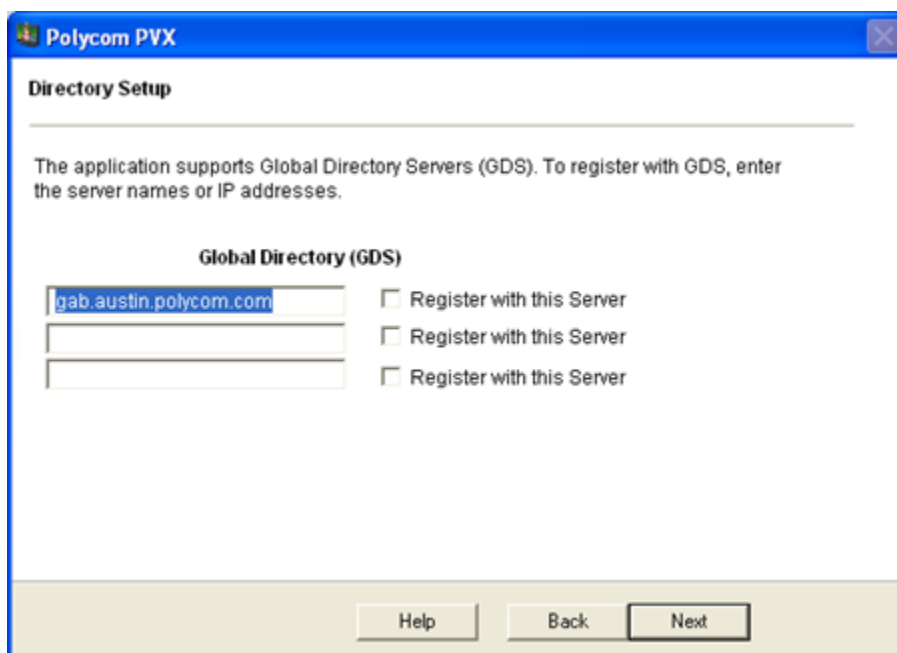 Polycom PVX
Directory Setup
The application supports Global Directory Servers (GDS). To register with GDS, enter
the server names or IP addresses.
Global Directory (GDS)
gab.austin.polycom.com Register with this Server
Register with this Server
Register with this Server
Help Back Next